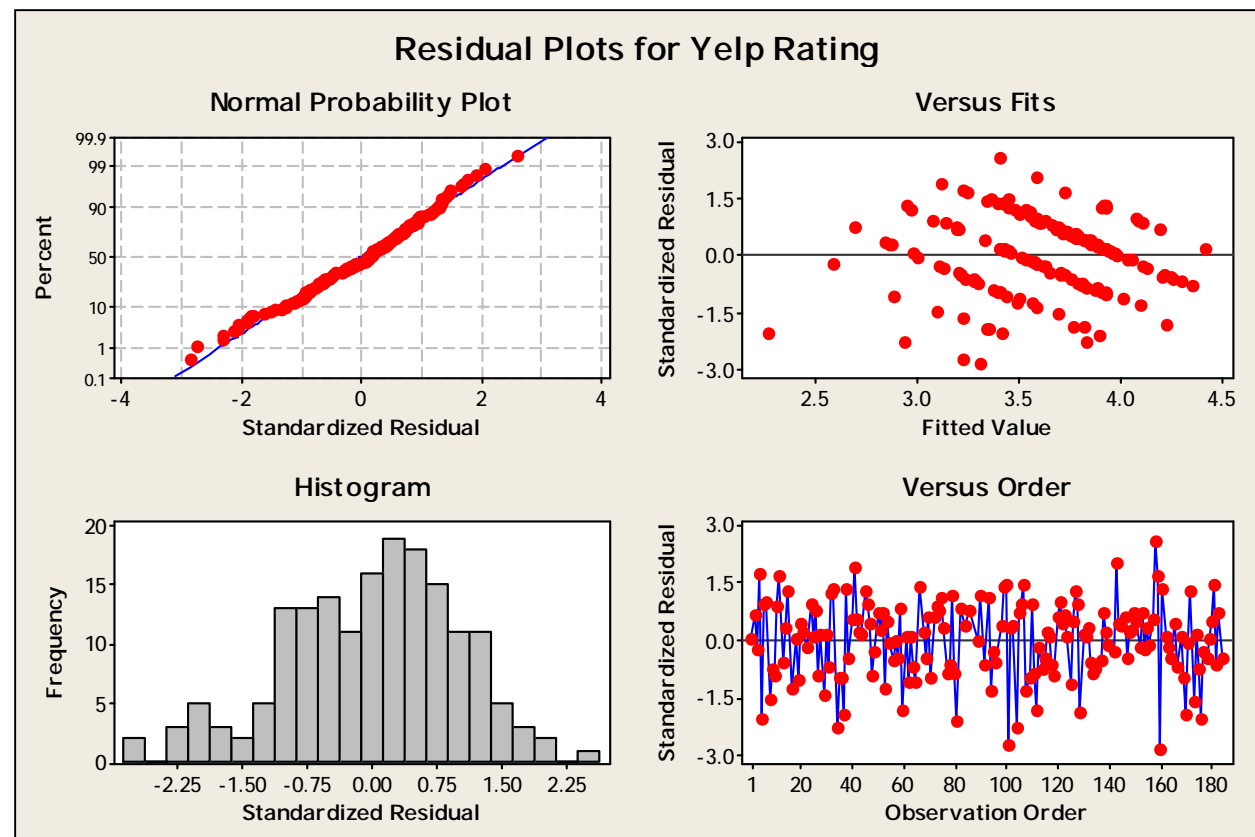 Residual Plots for Yelp Rating
Normal Probability Plot
99.9
99
90
50
10
1
0.1
Percent
-4 -2 0 2 4
Standardized Residual
Versus Fits
3.0
1.5
0.0
-1.5
-3.0
Standardized Residual
2.5 3.0 3.5 4.0 4.5
Fitted Value
Histogram
20
15
10
5
0
Frequency
-2.25 -1.50 -0.75 0.00 0.75 1.50 2.25
Standardized Residual
Versus Order
3.0
1.5
0.0
-1.5
-3.0
Standardized Residual
1 20 40 60 80 100 120 140 160 180
Observation Order